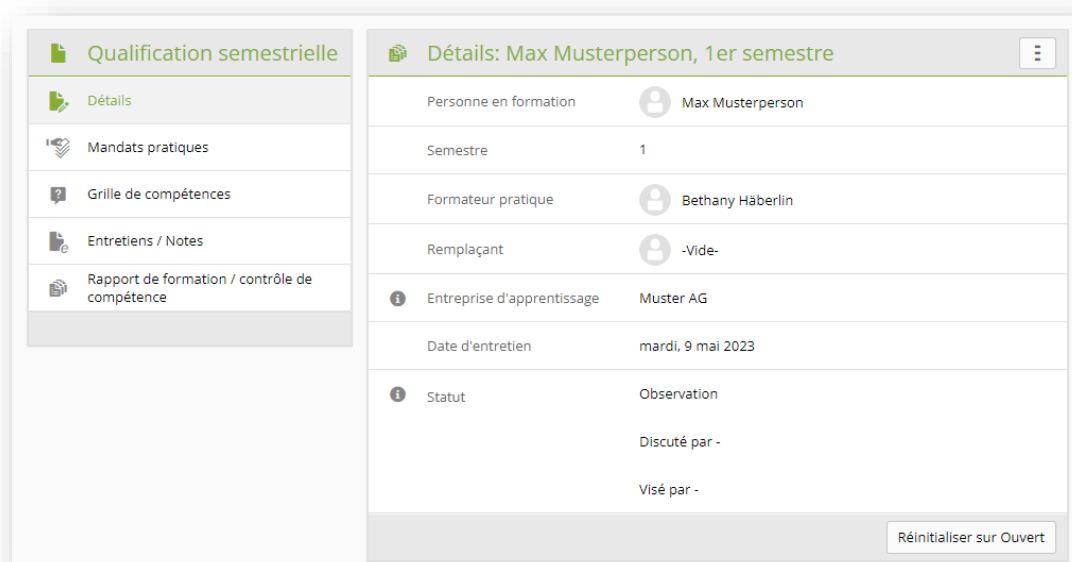 Qualification semestrielle
Détails
Mandats pratiques
Grille de compétences
Entretiens / Notes
Rapport de formation / contrôle de
compétence
Détails: Max Musterperson, 1er semestre
Personne en formation Max Musterperson
Semestre 1
Formateur pratique Bethany Häberlin
Remplaçant -Vide-
Entreprise d'apprentissage Muster AG
Date d'entretien mardi, 9 mai 2023
Statut Observation
Discuté par -
Visé par -
Réinitialiser sur Ouvert